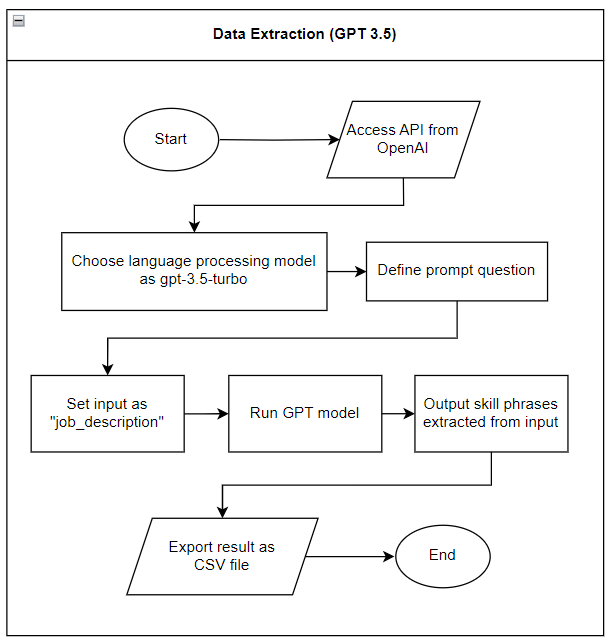 Data Extraction (GPT 3.5)
Start
Access API from
OpenAI
Choose language processing model
as gpt-3.5-turbo
Define prompt question
Set input as
"job_description"
Run GPT model
Output skill phrases
extracted from input
Export result as
CSV file
End